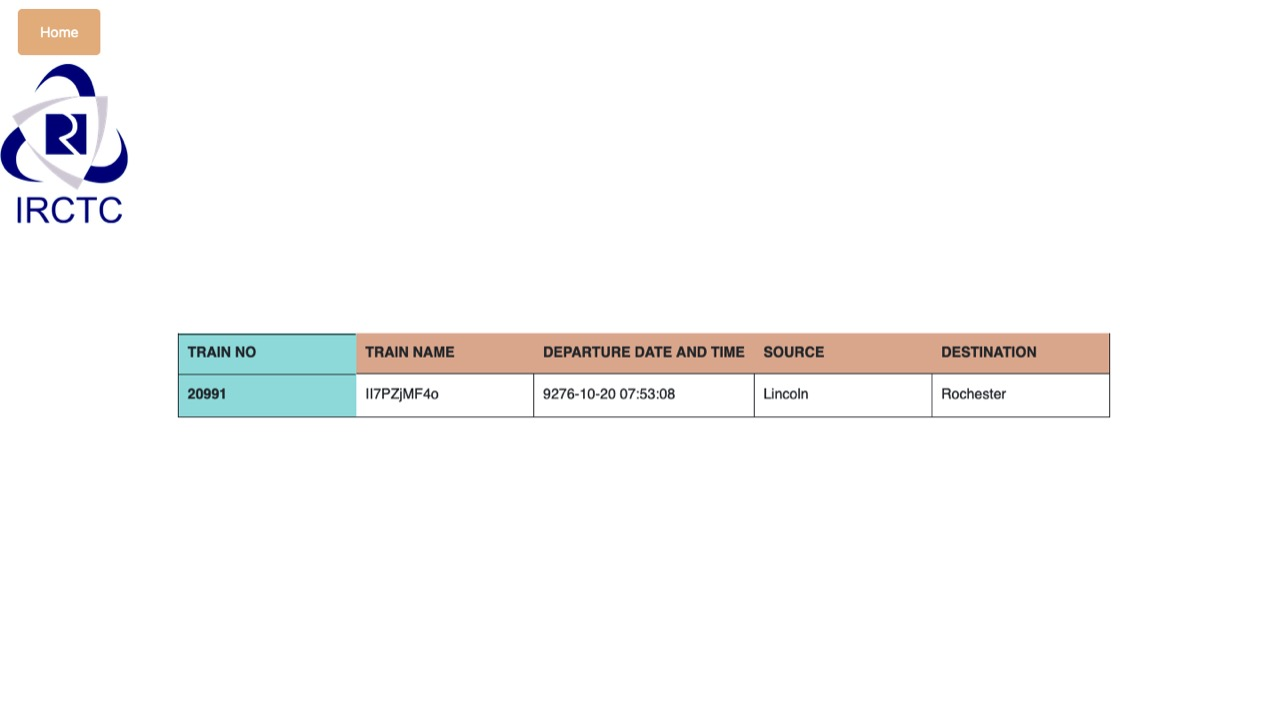 Home
IRCTC
TRAIN NO TRAIN NAME DEPARTURE DATE AND TIME SOURCE DESTINATION
20991 II7PZjMF4o 9276-10-20 07:53:08 Lincoln Rochester